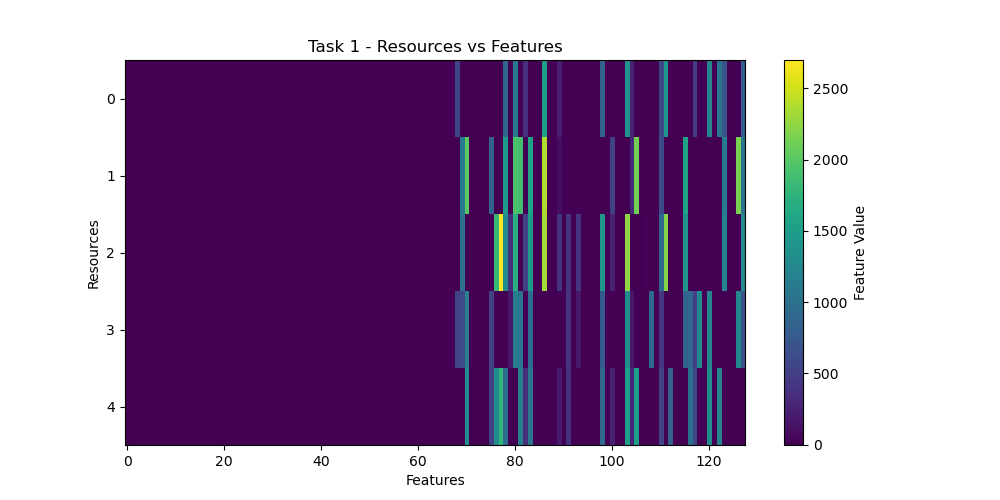 Task 1 - Resources vs Features
Resources
0
1
2
3
4
0 20 40 60 80 100 120
Features
2500
2000
1500
1000
500
0
Feature Value